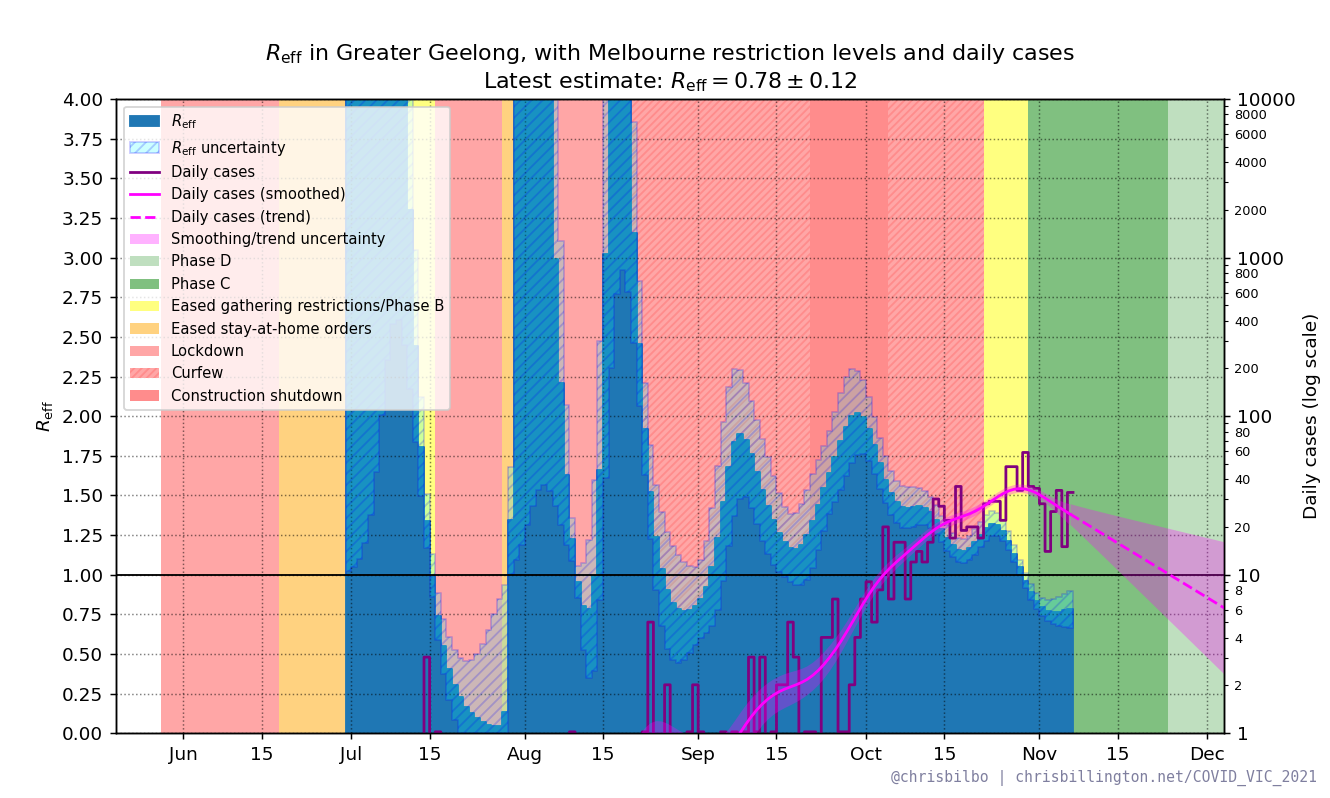 Reff in Greater Geelong, with Melbourne restriction levels and daily cases
Latest estimate: Reff = 0.78 ± 0.12
Reff
Reff uncertainty
Daily cases
Daily cases (smoothed)
Daily cases (trend)
Smoothing/trend uncertainty
Phase D
Phase C
Eased gathering restrictions/Phase B
Eased stay-at-home orders
Lockdown
Curfew
Construction shutdown
Reff
4.00
3.75
3.50
3.25
3.00
2.75
2.50
2.25
2.00
1.75
1.50
1.25
1.00
0.75
0.50
0.25
0.00
Jun 15 Jul 15 Aug 15 Sep 15 Oct 15 Nov 15 Dec
10000
8000
6000
4000
2000
1000
800
600
400
200
100
80
60
40
20
10
8
6
4
2
1
Daily cases (log scale)
@chrisbilbo | chrisbillington.net/COVID_VIC_2021